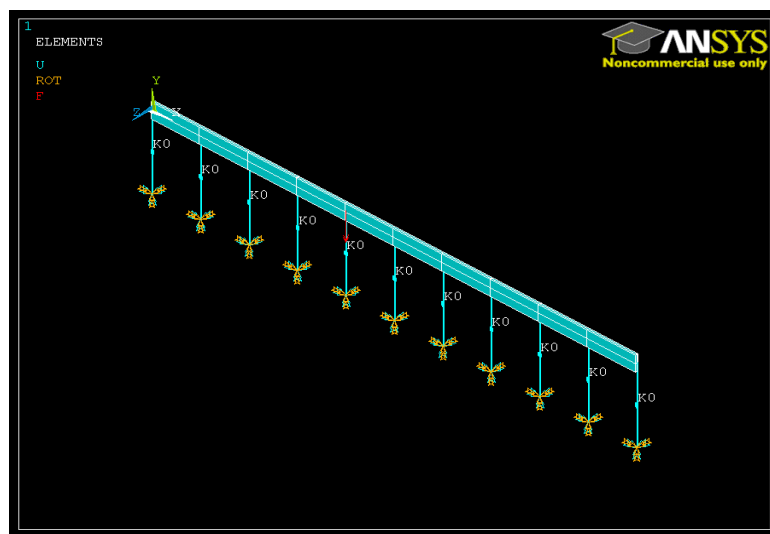 1
ELEMENTS
U
ROT
F
ANSYS
Noncommercial use only
Y
Z
X
K0
K0
K0
K0
K0
K0
K0
K0
K0
K0
K0